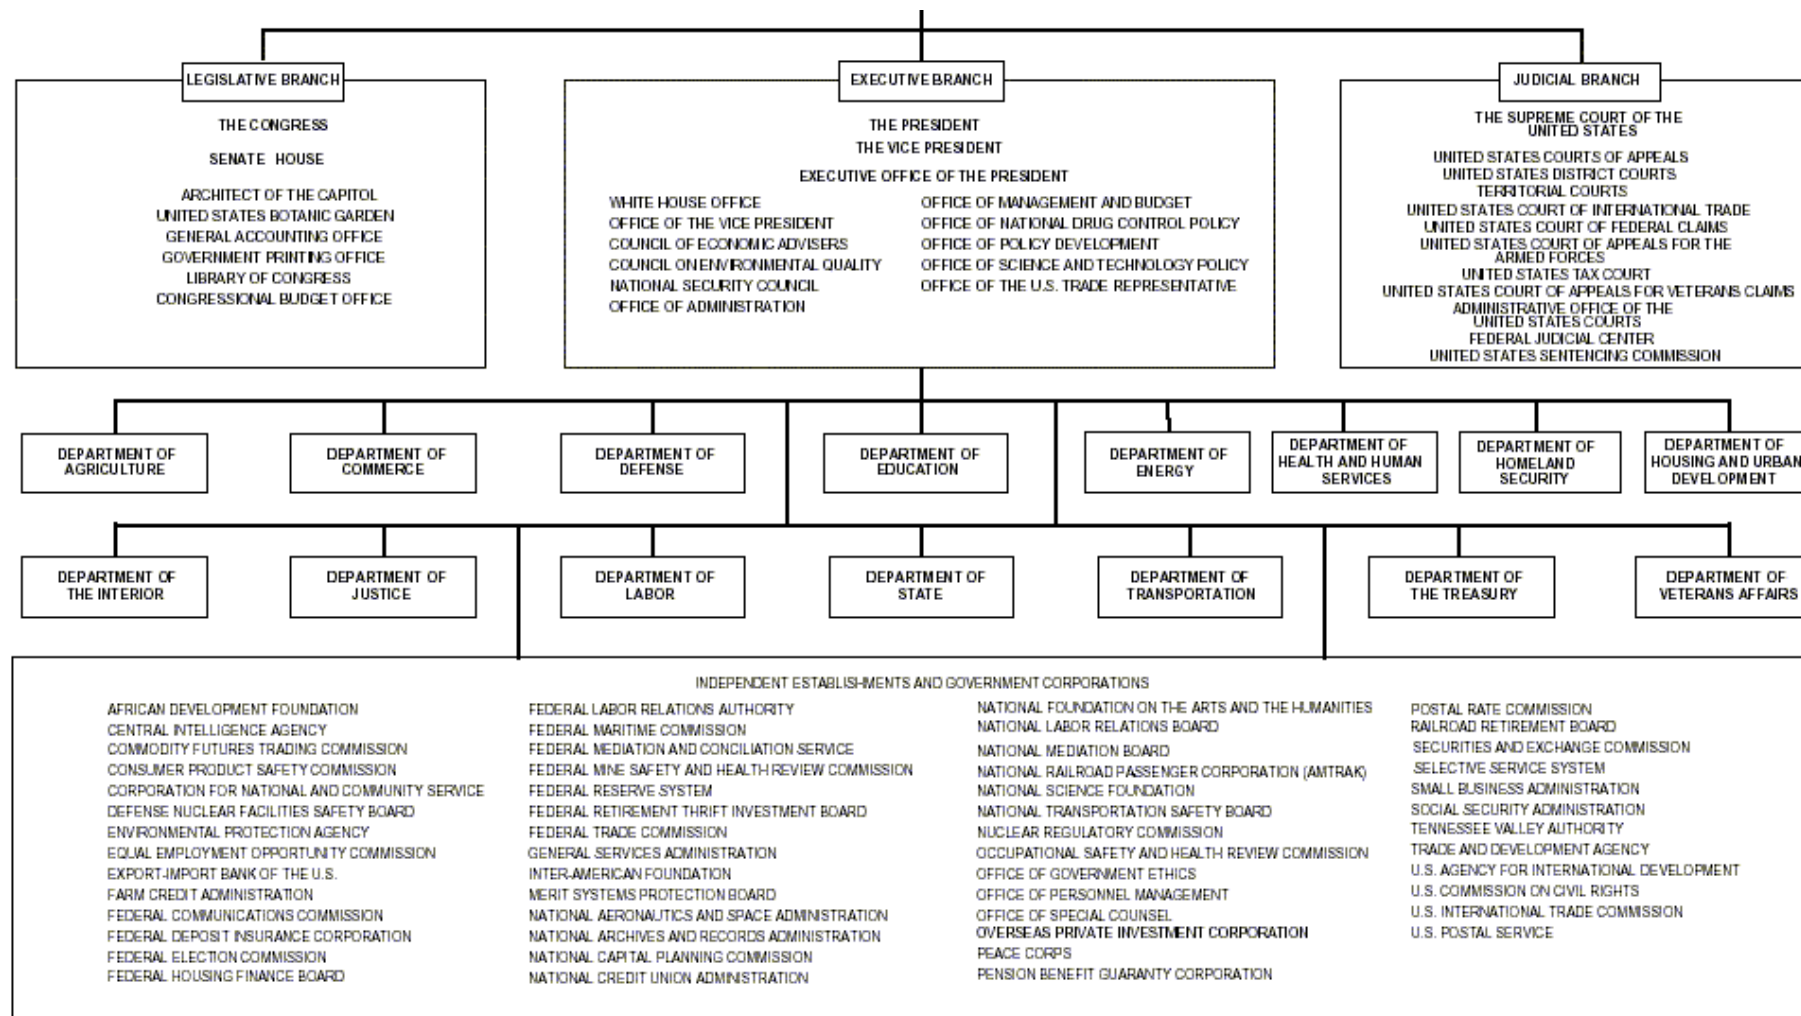 LEGISLATIVE BRANCH
THE CONGRESS
SENATE HOUSE
ARCHITECT OF THE CAPITOL
UNITED STATES BOTANIC GARDEN
GENERAL ACCOUNTING OFFICE
GOVERNMENT PRINTING OFFICE
LIBRARY OF CONGRESS
CONGRESSIONAL BUDGET OFFICE
EXECUTIVE BRANCH
THE PRESIDENT
THE VICE PRESIDENT
EXECUTIVE OFFICE OF THE PRESIDENT
WHITE HOUSE OFFICE
OFFICE OF THE VICE PRESIDENT
COUNCIL OF ECONOMIC ADVISERS
COUNCIL ON ENVIRONMENTAL QUALITY
NATIONAL SECURITY COUNCIL
OFFICE OF ADMINISTRATION
OFFICE OF MANAGEMENT AND BUDGET
OFFICE OF NATIONAL DRUG CONTROL POLICY
OFFICE OF POLICY DEVELOPMENT
OFFICE OF SCIENCE AND TECHNOLOGY POLICY
OFFICE OF THE U.S. TRADE REPRESENTATIVE
JUDICIAL BRANCH
THE SUPREME COURT OF THE
UNITED STATES
UNITED STATES COURTS OF APPEALS
UNITED STATES DISTRICT COURTS
TERRITORIAL COURTS
UNITED STATES COURT OF INTERNATIONAL TRADE
UNITED STATES COURT OF FEDERAL CLAIMS
UNITED STATES COURT OF APPEALS FOR THE
ARMED FORCES
UNITED STATES TAX COURT
UNITED STATES COURT OF APPEALS FOR VETERANS CLAIMS
ADMINISTRATIVE OFFICE OF THE
UNITED STATES COURTS
FEDERAL JUDICIAL CENTER
UNITED STATES SENTENCING COMMISSION
DEPARTMENT OF
AGRICULTURE
DEPARTMENT OF
COMMERCE
DEPARTMENT OF
DEFENSE
DEPARTMENT OF
EDUCATION
DEPARTMENT OF
ENERGY
DEPARTMENT OF
HEALTH AND HUMAN
SERVICES
DEPARTMENT OF
HOMELAND
SECURITY
DEPARTMENT OF
HOUSING AND URBAN
DEVELOPMENT
DEPARTMENT OF
THE INTERIOR
DEPARTMENT OF
JUSTICE
DEPARTMENT OF
LABOR
DEPARTMENT OF
STATE
DEPARTMENT OF
TRANSPORTATION
DEPARTMENT OF
THE TREASURY
DEPARTMENT OF
VETERANS AFFAIRS
INDEPENDENT ESTABLISHMENTS AND GOVERNMENT CORPORATIONS
AFRICAN DEVELOPMENT FOUNDATION
CENTRAL INTELLIGENCE AGENCY
COMMODITY FUTURES TRADING COMMISSION
CONSUMER PRODUCT SAFETY COMMISSION
CORPORATION FOR NATIONAL AND COMMUNITY SERVICE
DEFENSE NUCLEAR FACILITIES SAFETY BOARD
ENVIRONMENTAL PROTECTION AGENCY
EQUAL EMPLOYMENT OPPORTUNITY COMMISSION
EXPORT-IMPORT BANK OF THE U.S.
FARM CREDIT ADMINISTRATION
FEDERAL COMMUNICATIONS COMMISSION
FEDERAL DEPOSIT INSURANCE CORPORATION
FEDERAL ELECTION COMMISSION
FEDERAL HOUSING FINANCE BOARD
FEDERAL LABOR RELATIONS AUTHORITY
FEDERAL MARITIME COMMISSION
FEDERAL MEDIATION AND CONCILIATION SERVICE
FEDERAL MINE SAFETY AND HEALTH REVIEW COMMISSION
FEDERAL RESERVE SYSTEM
FEDERAL RETIREMENT THRIFT INVESTMENT BOARD
FEDERAL TRADE COMMISSION
GENERAL SERVICES ADMINISTRATION
INTER-AMERICAN FOUNDATION
MERIT SYSTEMS PROTECTION BOARD
NATIONAL AERONAUTICS AND SPACE ADMINISTRATION
NATIONAL ARCHIVES AND RECORDS ADMINISTRATION
NATIONAL CAPITAL PLANNING COMMISSION
NATIONAL CREDIT UNION ADMINISTRATION
NATIONAL FOUNDATION ON THE ARTS AND THE HUMANITIES
NATIONAL LABOR RELATIONS BOARD
NATIONAL MEDIATION BOARD
NATIONAL RAILROAD PASSENGER CORPORATION (AMTRAK)
NATIONAL SCIENCE FOUNDATION
NATIONAL TRANSPORTATION SAFETY BOARD
NUCLEAR REGULATORY COMMISSION
OCCUPATIONAL SAFETY AND HEALTH REVIEW COMMISSION
OFFICE OF GOVERNMENT ETHICS
OFFICE OF PERSONNEL MANAGEMENT
OFFICE OF SPECIAL COUNSEL
OVERSEAS PRIVATE INVESTMENT CORPORATION
PEACE CORPS
PENSION BENEFIT GUARANTY CORPORATION
POSTAL RATE COMMISSION
RAILROAD RETIREMENT BOARD
SECURITIES AND EXCHANGE COMMISSION
SELECTIVE SERVICE SYSTEM
SMALL BUSINESS ADMINISTRATION
SOCIAL SECURITY ADMINISTRATION
TENNESSEE VALLEY AUTHORITY
TRADE AND DEVELOPMENT AGENCY
U.S. AGENCY FOR INTERNATIONAL DEVELOPMENT
U.S. COMMISSION ON CIVIL RIGHTS
U.S. INTERNATIONAL TRADE COMMISSION
U.S. POSTAL SERVICE